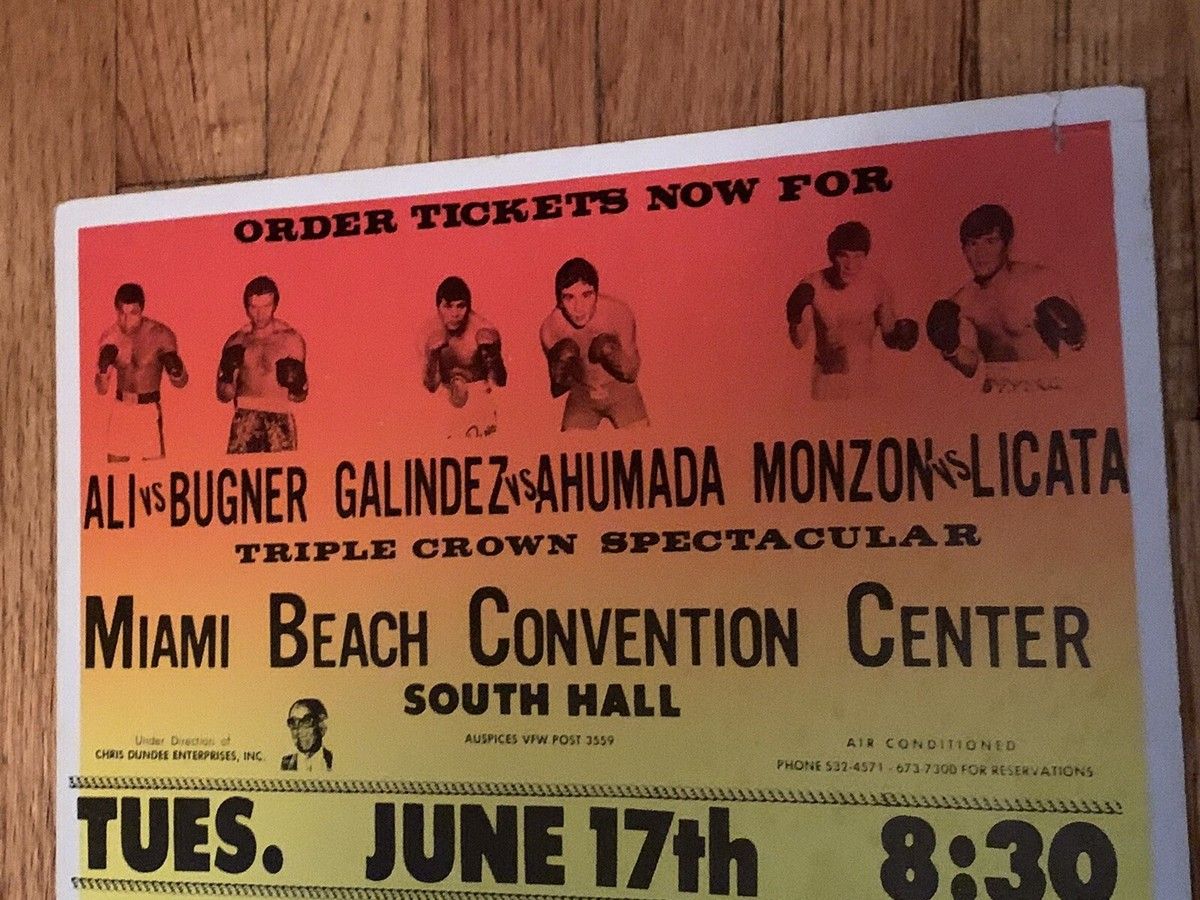 ORDER TICKETS NOW FOR
ALI vs BUGNER GALINDEZ vs AHUMADA MONZON vs LICATA
TRIPLE CROWN SPECTACULAR
MIAMI BEACH CONVENTION CENTER
SOUTH HALL
Under Direction of
CHRIS DUNDEE ENTERPRISES, INC.
AUSPICES VFW POST 3559
AIR CONDITIONED
PHONE 532-4571 - 673-7300 FOR RESERVATIONS
TUES. JUNE 17th 8:30